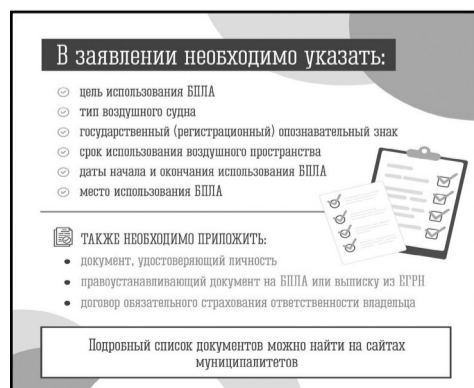 В заявлении необходимо указать:
цель использования БПЛА
тип воздушного судна
государственный (регистрационный) опознавательный знак
срок использования воздушного пространства
даты начала и окончания использования БПЛА
место использования БПЛА
ТАКЖЕ НЕОБХОДИМО ПРИЛОЖИТЬ:
документ, удостоверяющий личность
правоустанавливающий документ на БПЛА или выписку из ЕГРН
договор обязательного страхования ответственности владельца
Подробный список документов можно найти на сайтах
муниципалитетов